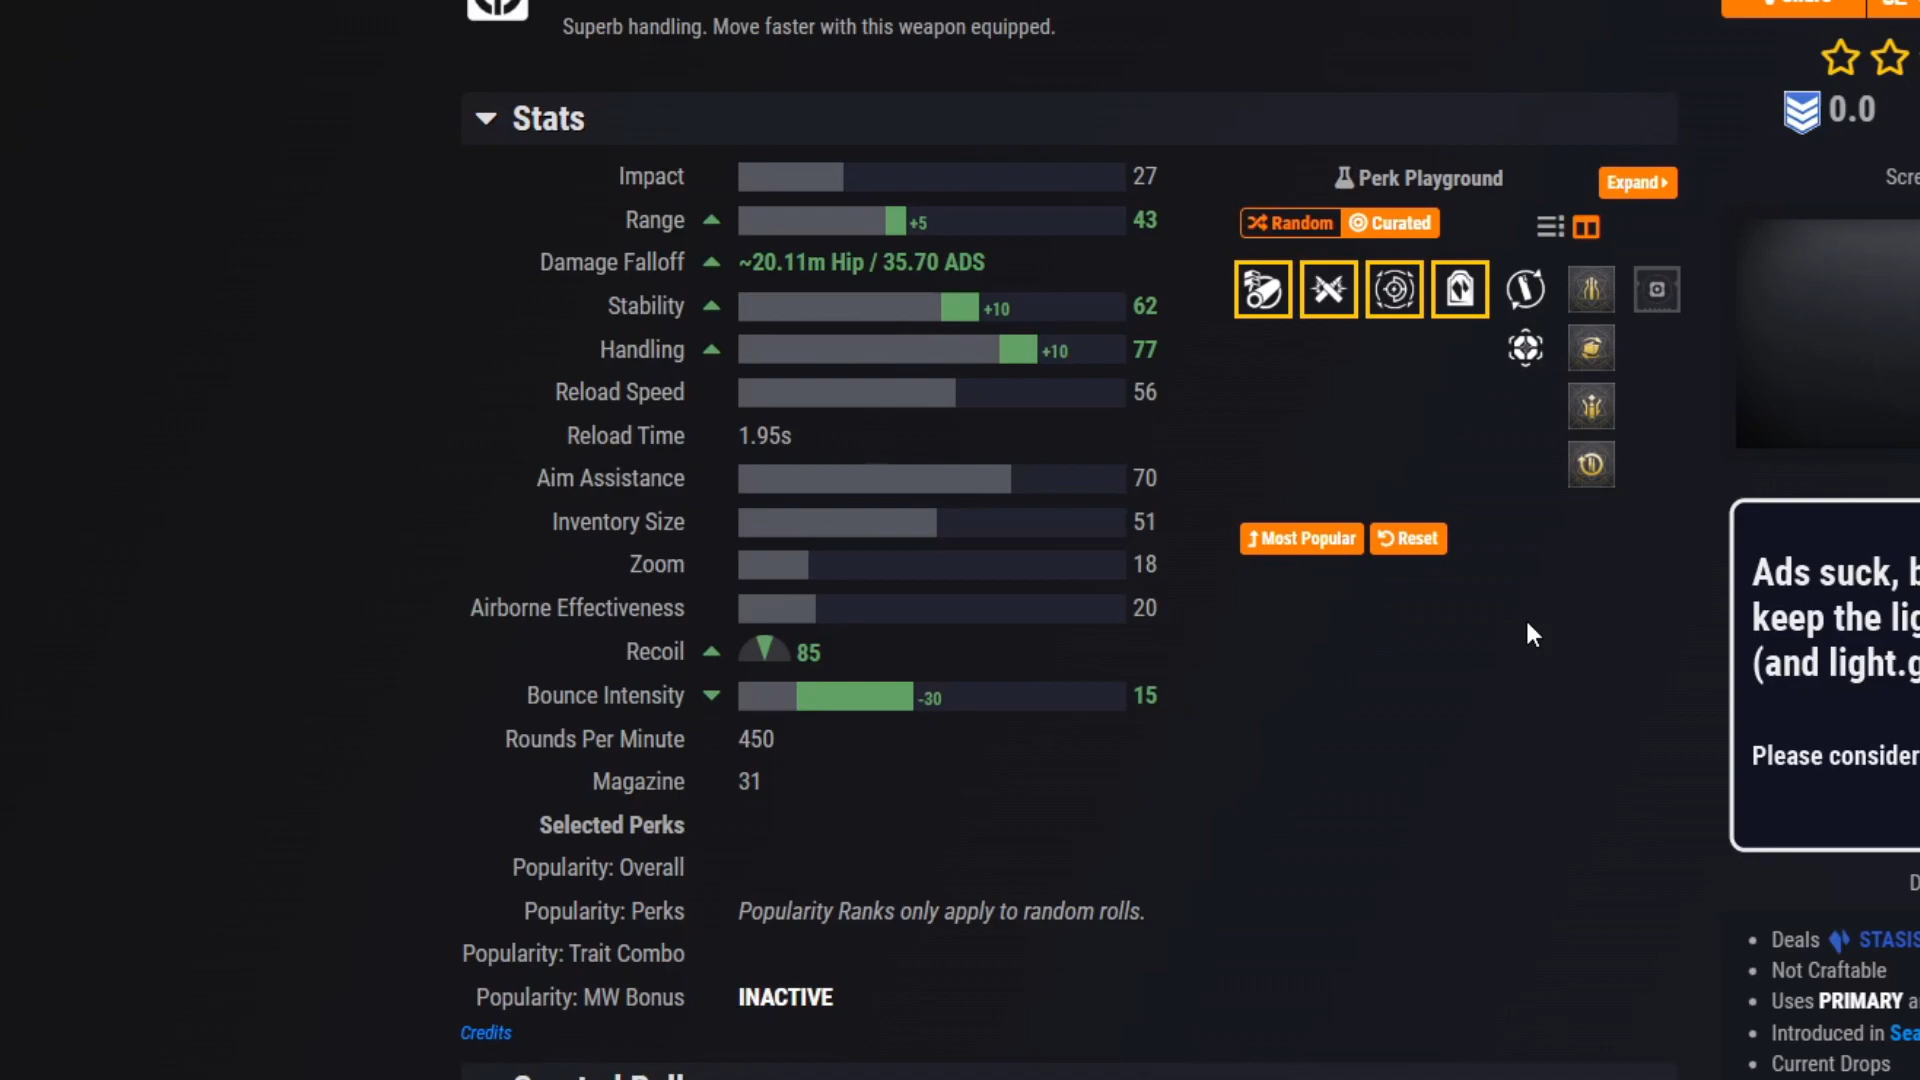 Superb handling. Move faster with this weapon equipped.
Share
0.0
Stats
Impact 27
Perk Playground
Expand
Scre
Range +5 43
Random Curated
Damage Falloff ~20.11m Hip / 35.70 ADS
Stability +10 62
Handling +10 77
Reload Speed 56
Reload Time 1.95s
Aim Assistance 70
Inventory Size 51
Most Popular Reset
Zoom 18
Airborne Effectiveness 20
Recoil 85
Bounce Intensity -30 15
Rounds Per Minute 450
Magazine 31
Selected Perks
Popularity: Overall
Popularity: Perks Popularity Ranks only apply to random rolls.
Popularity: Trait Combo
Popularity: MW Bonus INACTIVE
Credits
Ads suck, b
keep the lig
(and light.g
Please consider
D
Deals STASIS
Not Craftable
Uses PRIMARY a
Introduced in Sea
Current Drops